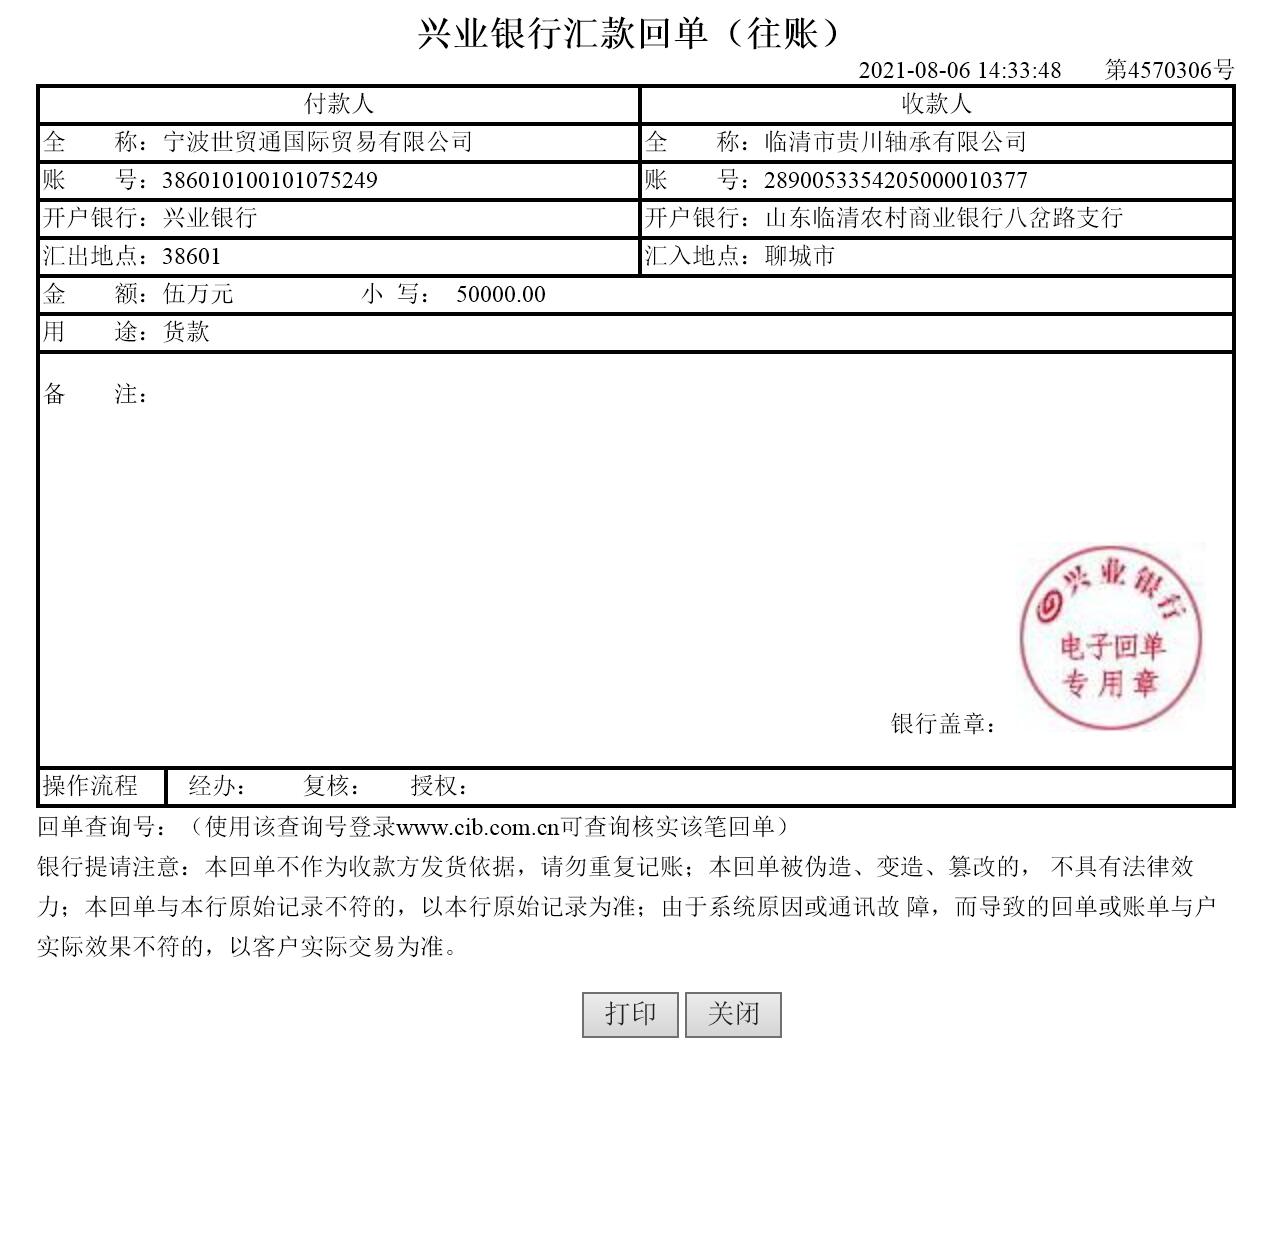 兴业银行汇款回单（往账）
2021-08-06 14:33:48 第4570306号
付款人 收款人
全 称：宁波世贸通国际贸易有限公司 全 称：临清市贵川轴承有限公司
账 号：386010100101075249 账 号：2890053354205000010377
开户银行：兴业银行 开户银行：山东临清农村商业银行八岔路支行
汇出地点：38601 汇入地点：聊城市
金 额：伍万元 小 写： 50000.00
用 途：货款
备 注：
兴业银行
电子回单
专用章
银行盖章：
操作流程 经办： 复核： 授权：
回单查询号：（使用该查询号登录www.cib.com.cn可查询核实该笔回单）
银行提请注意：本回单不作为收款方发货依据，请勿重复记账；本回单被伪造、变造、篡改的， 不具有法律效
力；本回单与本行原始记录不符的，以本行原始记录为准；由于系统原因或通讯故 障，而导致的回单或账单与户
实际效果不符的，以客户实际交易为准。
打印 关闭